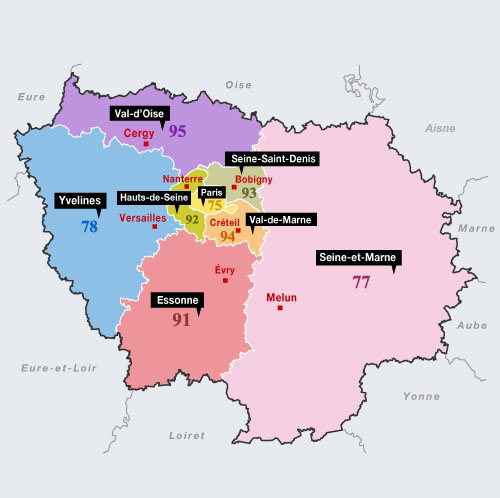 Eure
Oise
Aisne
Val-d'Oise
95
Cergy
Seine-Saint-Denis
Nanterre
Bobigny
93
Yvelines
Hauts-de-Seine
Paris
75
78
Versailles
92
Créteil
Val-de-Marne
94
Marne
Seine-et-Marne
77
Évry
Essonne
91
Melun
Aube
Eure-et-Loir
Yonne
Loiret